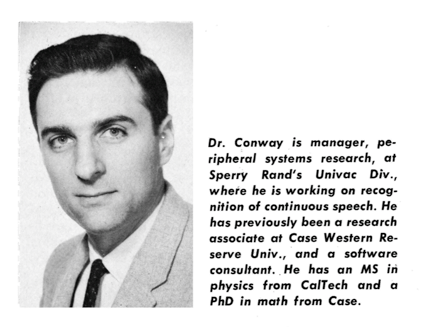 Dr. Conway is manager, pe-
ripheral systems research, at
Sperry Rand's Univac Div.,
where he is working on recog-
nition of continuous speech. He
has previously been a research
associate at Case Western Re-
serve Univ., and a software
consultant. He has an MS in
physics from CalTech and a
PhD in math from Case.